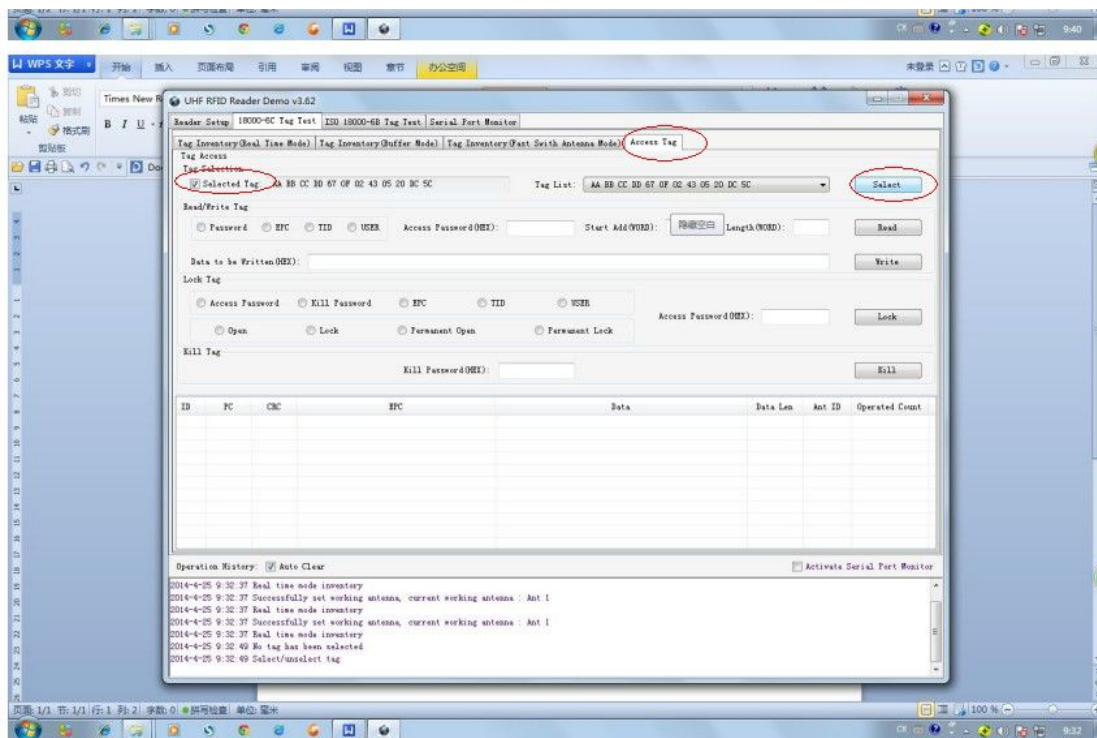 9:40
WPS 文字
开始 插入 页面布局 引用 审阅 视图 章节 办公空间
未登录
粘贴 剪切 复制 格式刷
Times New R
B I U
剪贴板
Do
UHF RFID Reader Demo v3.62
Reader Setup 18000-6C Tag Test ISO 18000-6B Tag Test Serial Port Monitor
Tag Inventory(Real Time Mode) Tag Inventory(Buffer Mode) Tag Inventory(Fast Swith Antenna Mode) Access Tag
Tag Access
Tag Selection
Selected Tag: AA BB CC DD 67 0F 02 43 05 20 DC 5C Tag List: AA BB CC DD 67 0F 02 43 05 20 DC 5C Select
Read/Write Tag
Password EPC TID USER Access Password(HEX): Start Add(WORD): 隐藏空白 Length(WORD): Read
Data to be Written(HEX): Write
Lock Tag
Access Password Kill Password EPC TID USER
Access Password(HEX): Lock
Open Lock Permanent Open Permanent Lock
Kill Tag
Kill Password(HEX): Kill
ID PC CRC EPC Data Data Len Ant ID Operated Count
Operation History: Auto Clear Activate Serial Port Monitor
2014-4-25 9:32:37 Real time mode inventory
2014-4-25 9:32:37 Successfully set working antenna, current working antenna : Ant 1
2014-4-25 9:32:37 Real time mode inventory
2014-4-25 9:32:37 Successfully set working antenna, current working antenna : Ant 1
2014-4-25 9:32:37 Real time mode inventory
2014-4-25 9:32:49 No tag has been selected
2014-4-25 9:32:49 Select/unselect tag
页面: 1/1 节: 1/1 行: 1 列: 2 字数: 0 拼写检查 单位: 毫米 100 %
9:32